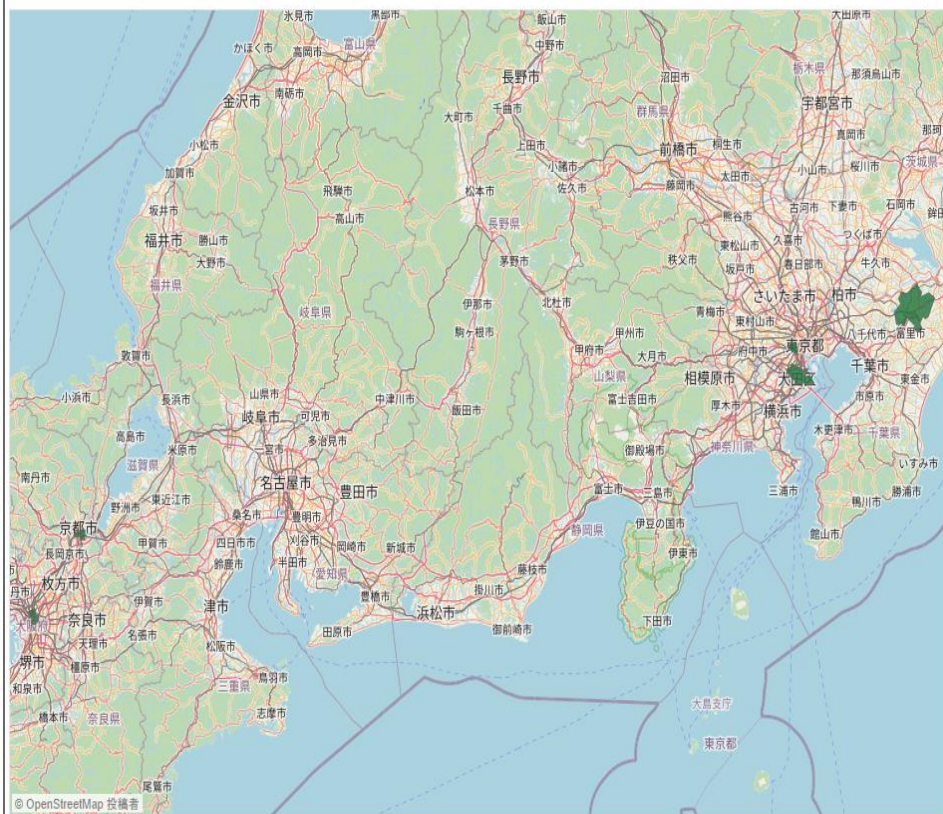 氷見市
黒部市
飯山市
大田原市
かほく市
高岡市
富山県
中野市
栃木県
長野市
沼田市
那須烏山市
金沢市
南砺市
千曲市
群馬県
宇都宮市
大町市
真岡市
那珂
小松市
上田市
前橋市
桐生市
小諸市
太田市
小山市
桜川市
茨城県
加賀市
飛騨市
松本市
佐久市
藤岡市
石岡市
坂井市
高山市
熊谷市
古河市
下妻市
鉾田
福井市
勝山市
長野県
東松山市
久喜市
つくば市
大野市
茅野市
秩父市
坂戸市
春日部市
牛久市
福井県
岐阜県
伊那市
北杜市
さいたま市
柏市
青梅市
東村山市
駒ヶ根市
甲州市
八千代市
富里市
敦賀市
甲府市
大月市
府中市
東京都
千葉市
小浜市
長浜市
山県市
中津川市
飯田市
山梨県
相模原市
大田区
東金市
岐阜市
可児市
富士吉田市
厚木市
横浜市
市原市
高島市
米原市
一宮市
多治見市
御殿場市
神奈川県
木更津市
千葉県
滋賀県
いすみ市
南丹市
東近江市
名古屋市
豊田市
富士市
三島市
三浦市
勝浦市
野洲市
桑名市
豊明市
鴨川市
京都市
静岡県
伊豆の国市
館山市
長岡京市
甲賀市
四日市市
刈谷市
岡崎市
新城市
伊東市
鈴鹿市
半田市
藤枝市
丹市
枚方市
愛知県
掛川市
伊賀市
津市
豊橋市
浜松市
下田市
大阪府
奈良市
名張市
田原市
御前崎市
天理市
松阪市
堺市
橿原市
鳥羽市
和泉市
三重県
大島支庁
橋本市
奈良県
志摩市
東京都
尾鷲市
© OpenStreetMap 投稿者